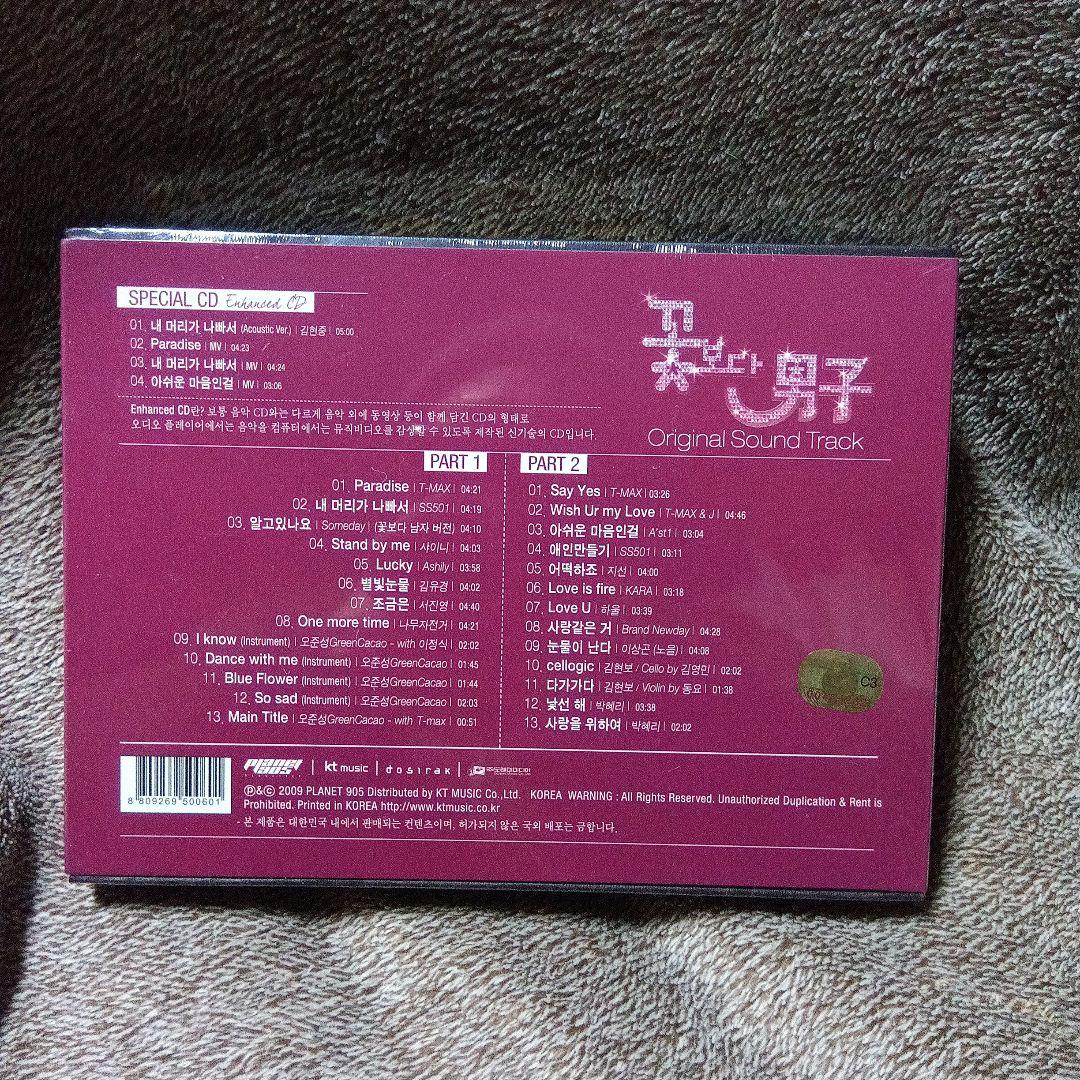 SPECIAL CD Enhanced CD
01. 내 머리가 나빠서 (Acoustic Ver.) | 김현중 | 05:00
02. Paradise | MV | 04:23
03. 내 머리가 나빠서 | MV | 04:24
04. 아쉬운 마음인걸 | MV | 03:06
Enhanced CD란? 보통 음악 CD와는 다르게 음악 외에 동영상 등이 함께 담긴 CD의 형태로
오디오 플레이어에서는 음악을 컴퓨터에서는 뮤직비디오를 감상할 수 있도록 제작된 신기술의 CD입니다.
꽃보다 男子
Original Sound Track
PART 1
01. Paradise | T-MAX | 04:21
02. 내 머리가 나빠서 | SS501 | 04:19
03. 알고있나요 | Someday | (꽃보다 남자 버전) 04:10
04. Stand by me | 샤이니 | 04:03
05. Lucky | Ashily | 03:58
06. 별빛눈물 | 김유경 | 04:02
07. 조금은 | 서진영 | 04:40
08. One more time | 나무자전거 | 04:21
09. I know (Instrument) | 오준성GreenCacao - with 이정식 | 02:02
10. Dance with me (Instrument) | 오준성GreenCacao | 01:45
11. Blue Flower (Instrument) | 오준성GreenCacao | 01:44
12. So sad (Instrument) | 오준성GreenCacao | 02:03
13. Main Title | 오준성GreenCacao - with T-max | 00:51
PART 2
01. Say Yes | T-MAX | 03:26
02. Wish Ur my Love | T-MAX & J | 04:46
03. 아쉬운 마음인걸 | A'st1 | 03:04
04. 애인만들기 | SS501 | 03:11
05. 어떡하죠 | 지선 | 04:00
06. Love is fire | KARA | 03:18
07. Love U | 하울 | 03:39
08. 사랑같은 거 | Brand Newday | 04:28
09. 눈물이 난다 | 이상곤 (노을) | 04:08
10. cellogic | 김현보 / Cello by 김영민 | 02:02
11. 다가가다 | 김현보 / Violin by 동요 | 01:38
12. 낯선 해 | 박혜리 | 03:38
13. 사랑을 위하여 | 박혜리 | 02:02
C3
8 809269 500601
PLANET 905 | kt music | dosirak |
Ⓟ&ⓒ 2009 PLANET 905 Distributed by KT MUSIC Co.,Ltd. KOREA WARNING : All Rights Reserved. Unauthorized Duplication & Rent is
Prohibited. Printed in KOREA http://www.ktmusic.co.kr
- 본 제품은 대한민국 내에서 판매되는 컨텐츠이며, 허가되지 않은 국외 배포는 금합니다.